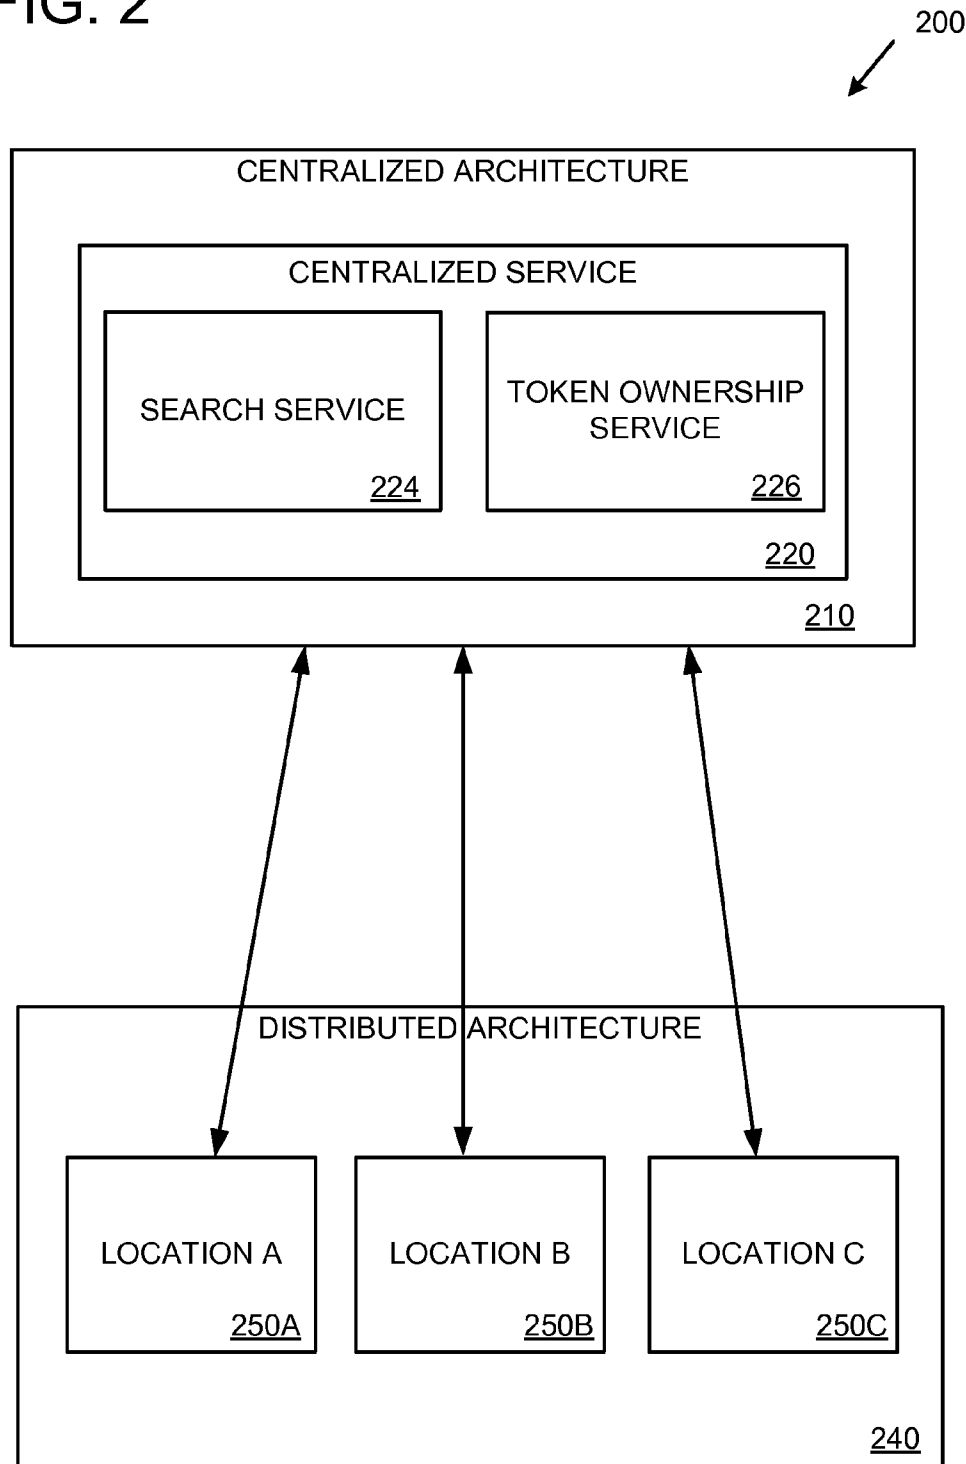 FIG. 2
200
CENTRALIZED ARCHITECTURE
CENTRALIZED SERVICE
SEARCH SERVICE
224
TOKEN OWNERSHIP
SERVICE
226
220
210
DISTRIBUTED ARCHITECTURE
LOCATION A
250A
LOCATION B
250B
LOCATION C
250C
240